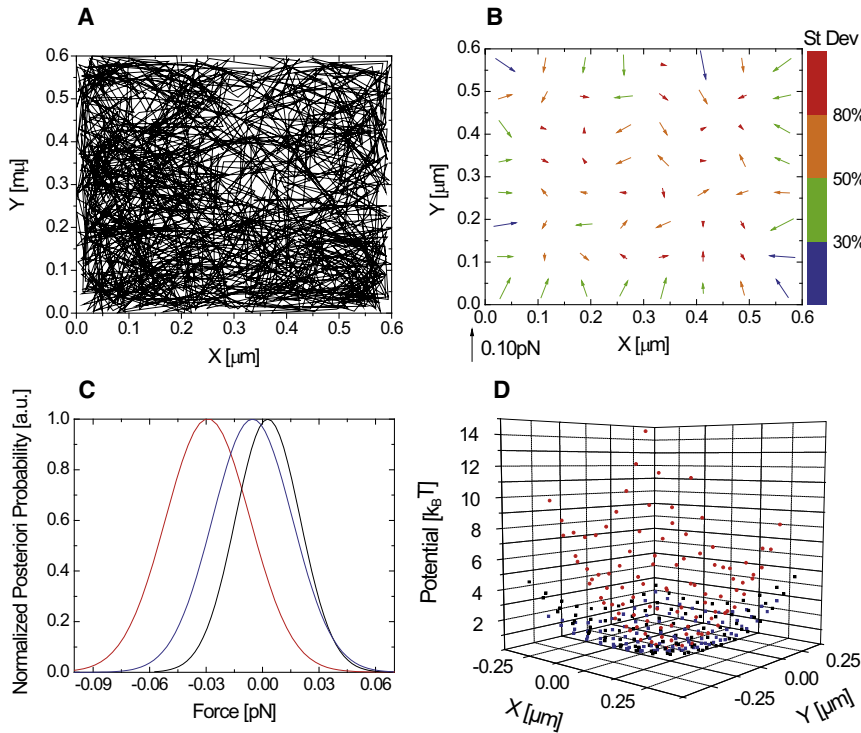 A
Y [mμ]
0.6
0.5
0.4
0.3
0.2
0.1
0.0
0.0 0.1 0.2 0.3 0.4 0.5 0.6
X [μm]
B
Y [μm]
0.6
0.5
0.4
0.3
0.2
0.1
0.0
0.0 0.1 0.2 0.3 0.4 0.5 0.6
X [μm]
0.10pN
St Dev
80%
50%
30%
C
Normalized Posteriori Probability [a.u.]
1.0
0.8
0.6
0.4
0.2
0.0
-0.09 -0.06 -0.03 0.00 0.03 0.06
Force [pN]
D
Potential [kBT]
14
12
10
8
6
4
2
-0.25 0.00 0.25
X [μm]
-0.25 0.00 0.25
Y [μm]